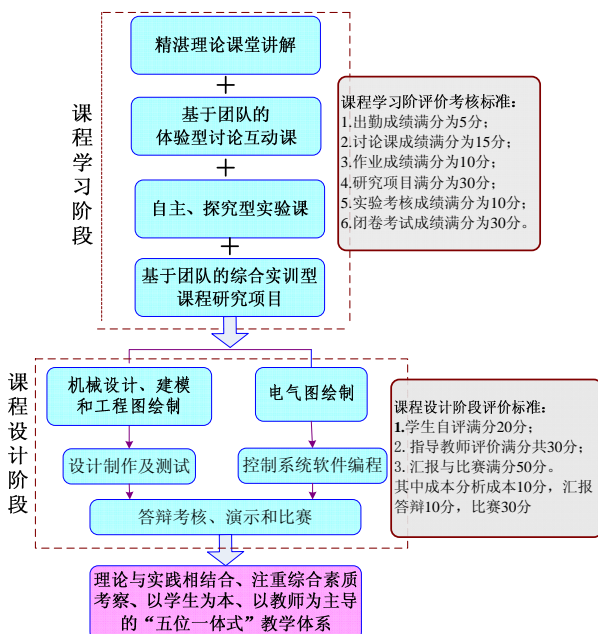 精湛理论课堂讲解
+
基于团队的
体验型讨论互动课
+
自主、探究型实验课
+
基于团队的综合实训型
课程研究项目
课程学习阶段
课程学习阶评价考核标准：
1.出勤成绩满分为5分；
2.讨论课成绩满分为15分；
3.作业成绩满分为10分；
4.研究项目满分为30分；
5.实验考核成绩满分为10分；
6.闭卷考试成绩满分为30分。
课程设计阶段
机械设计、建模
和工程图绘制
电气图绘制
设计制作及测试
控制系统软件编程
答辩考核、演示和比赛
课程设计阶段评价标准：
1.学生自评满分20分；
2. 指导教师评价满分共30分；
3. 汇报与比赛满分50分。
其中成本分析成本10分，汇报
答辩10分，比赛30分
理论与实践相结合、注重综合素质
考察、以学生为本、以教师为主导
的“五位一体式”教学体系